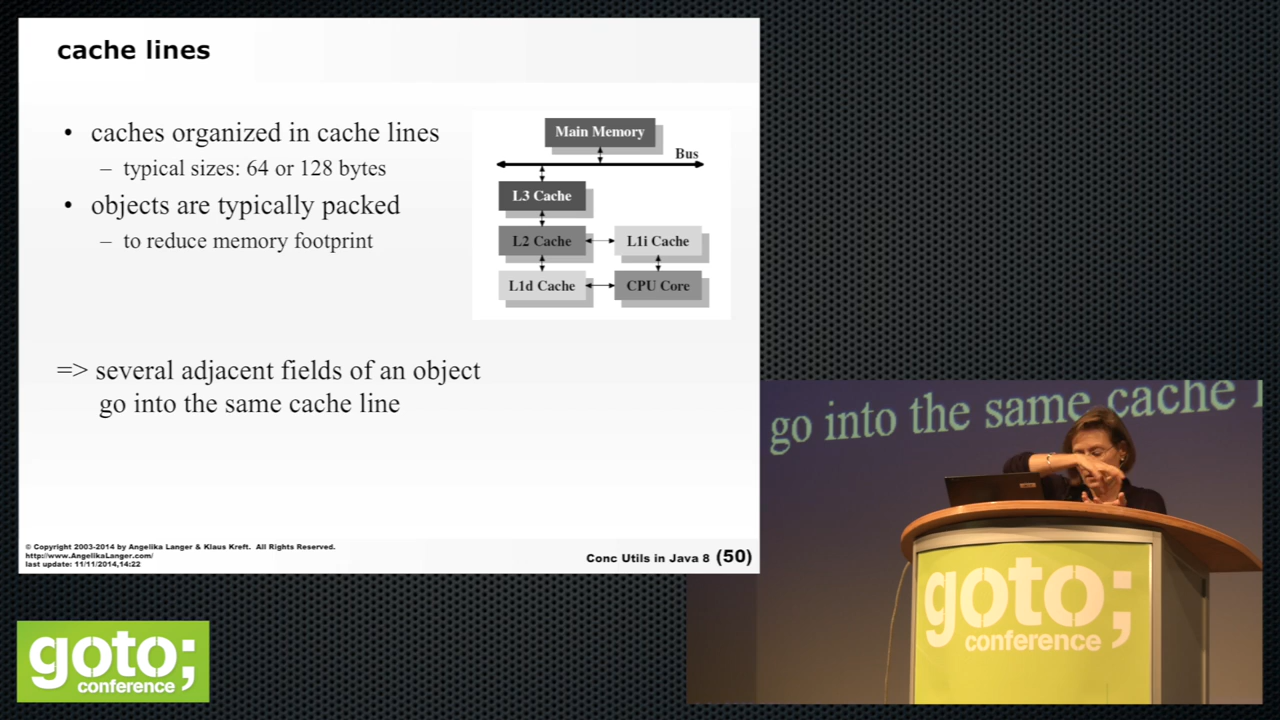 cache lines
• caches organized in cache lines
– typical sizes: 64 or 128 bytes
• objects are typically packed
– to reduce memory footprint
=> several adjacent fields of an object
go into the same cache line
Main Memory
Bus
L3 Cache
L2 Cache
L1i Cache
L1d Cache
CPU Core
© Copyright 2003-2014 by Angelika Langer & Klaus Kreft. All Rights Reserved.
http://www.AngelikaLanger.com/
last update: 11/11/2014,14:22
Conc Utils in Java 8 (50)
go into the same cache
goto;
conference
goto;
conference